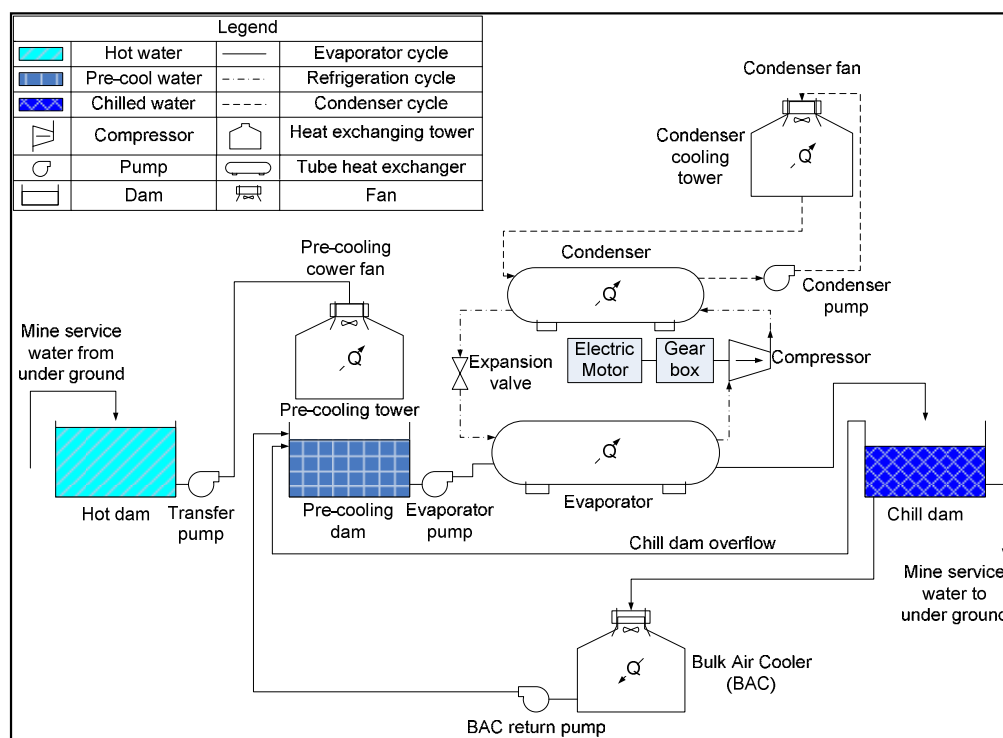 Legend
Hot water
Evaporator cycle
Pre-cool water
Refrigeration cycle
Chilled water
Condenser cycle
Compressor
Heat exchanging tower
Pump
Tube heat exchanger
Dam
Fan
Condenser fan
Condenser
cooling
tower
Q
Pre-cooling
cower fan
Condenser
Q
Condenser
pump
Mine service
water from
under ground
Q
Expansion
valve
Electric
Motor
Gear
box
Compressor
Pre-cooling tower
Q
Evaporator
Hot dam
Transfer
pump
Pre-cooling
dam
Evaporator
pump
Chill dam
Chill dam overflow
Mine service
water to
under ground
Q
Bulk Air Cooler
(BAC)
BAC return pump